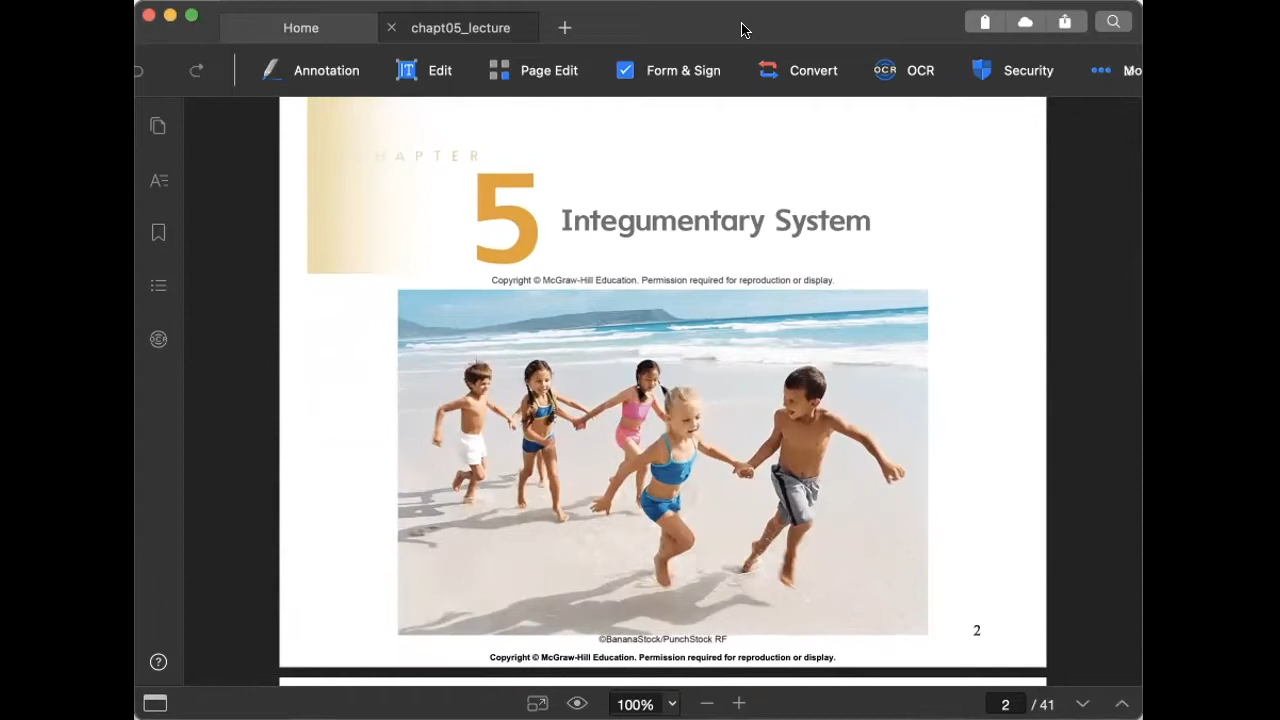 Home
chapt05_lecture
Annotation
Edit
Page Edit
Form & Sign
Convert
OCR
OCR
Security
Mo
HAPTER
5
Integumentary System
Copyright © McGraw-Hill Education. Permission required for reproduction or display.
©BananaStock/PunchStock RF
2
Copyright © McGraw-Hill Education. Permission required for reproduction or display.
100%
2 / 41